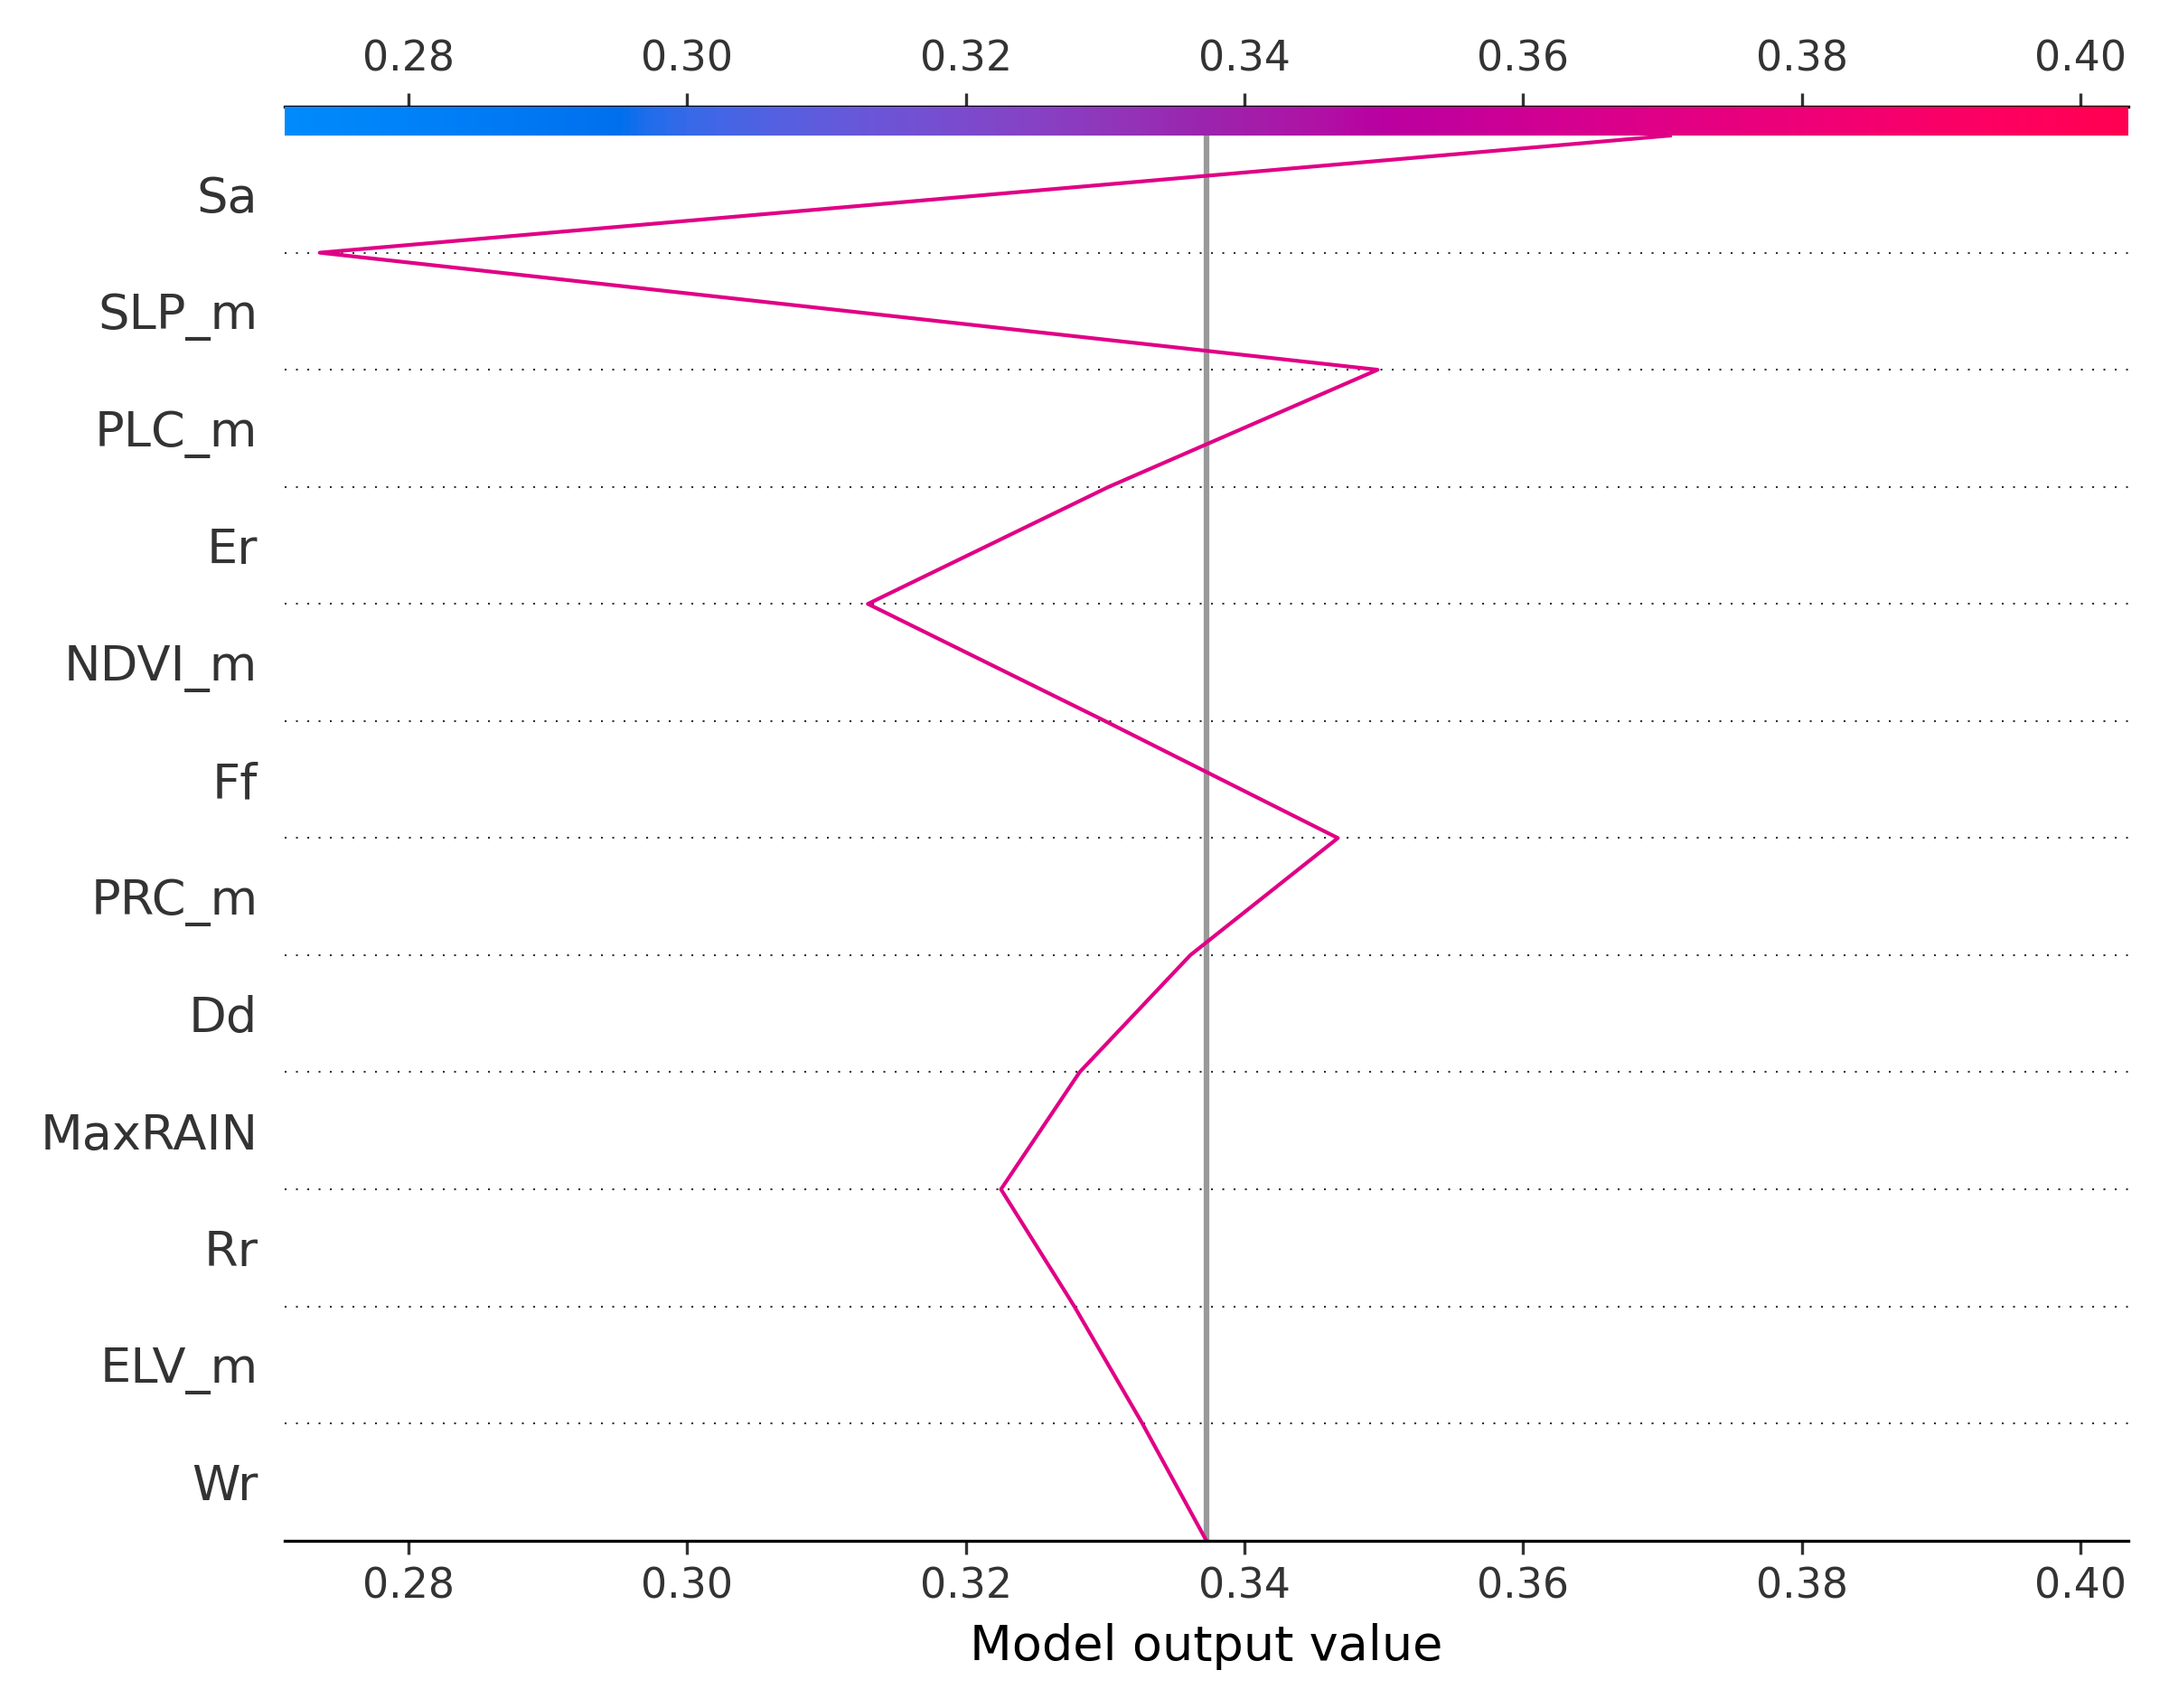 0.28 0.30 0.32 0.34 0.36 0.38 0.40
Sa
SLP_m
PLC_m
Er
NDVI_m
Ff
PRC_m
Dd
MaxRAIN
Rr
ELV_m
Wr
0.28 0.30 0.32 0.34 0.36 0.38 0.40
Model output value